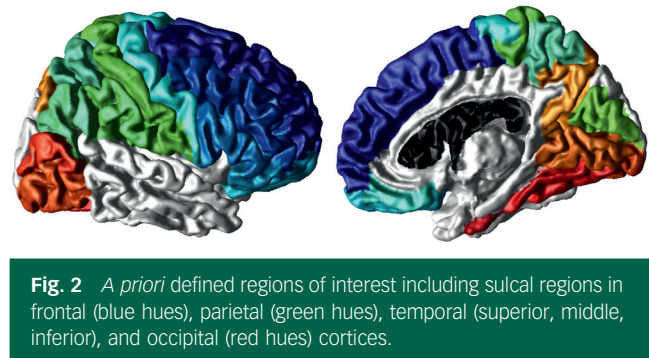 Fig. 2 A priori defined regions of interest including sulcal regions in
frontal (blue hues), parietal (green hues), temporal (superior, middle,
inferior), and occipital (red hues) cortices.